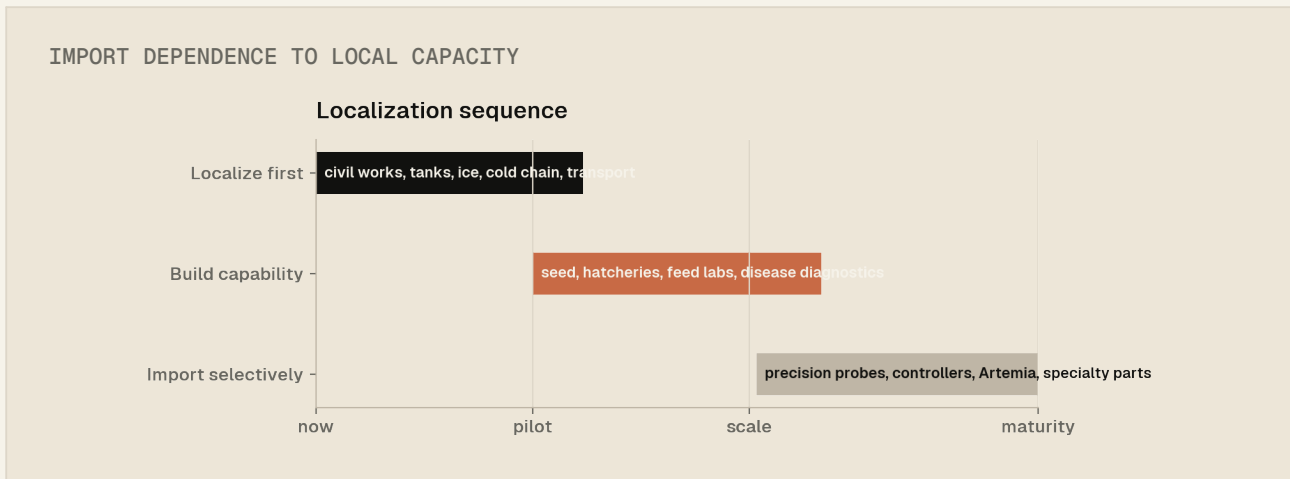 IMPORT DEPENDENCE TO LOCAL CAPACITY
Localization sequence
Localize first
civil works, tanks, ice, cold chain, transport
Build capability
seed, hatcheries, feed labs, disease diagnostics
Import selectively
precision probes, controllers, Artemia, specialty parts
now
pilot
scale
maturity